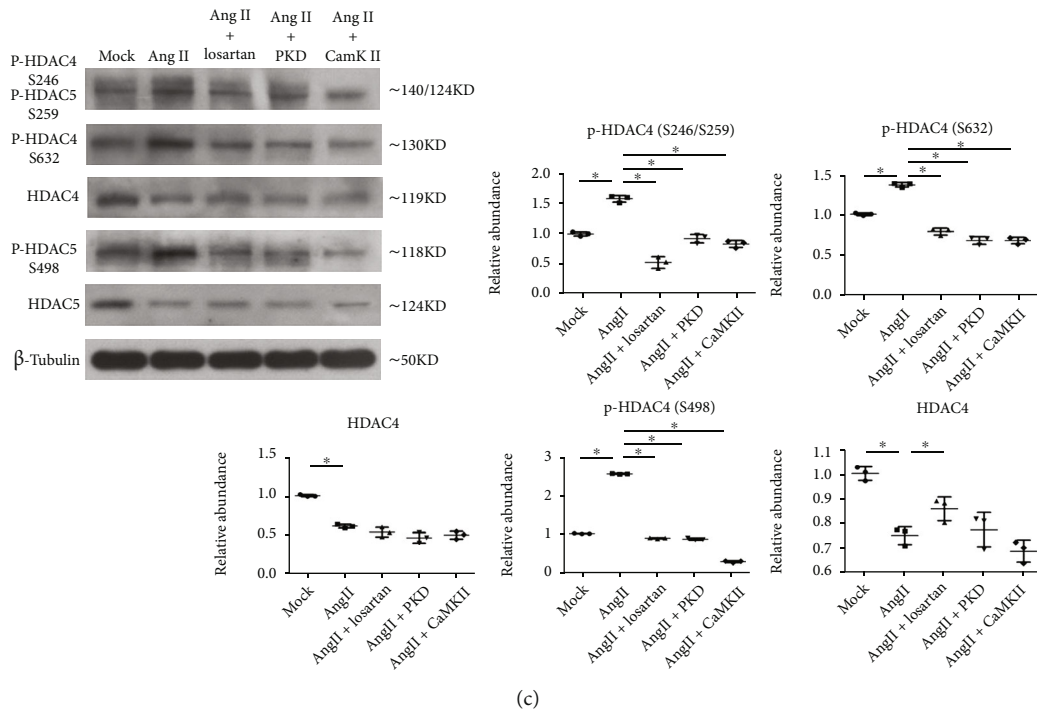 Ang II
+
losartan
Ang II
+
PKD
Ang II
+
CamK II
Mock
Ang II
P-HDAC4
S246
P-HDAC5
S259
~140/124KD
P-HDAC4
S632
~130KD
HDAC4
~119KD
P-HDAC5
S498
~118KD
HDAC5
~124KD
β-Tubulin
~50KD
p-HDAC4 (S246/S259)
Relative abundance
2.0
1.5
1.0
0.5
0.0
*
*
*
*
Mock
AngII
AngII + losartan
AngII + PKD
AngII + CaMKII
p-HDAC4 (S632)
Relative abundance
1.5
1.0
0.5
0.0
*
*
*
*
Mock
AngII
AngII + losartan
AngII + PKD
AngII + CaMKII
HDAC4
Relative abundance
1.5
1.0
0.5
0.0
*
Mock
AngII
AngII + losartan
AngII + PKD
AngII + CaMKII
p-HDAC4 (S498)
Relative abundance
3
2
1
0
*
*
*
*
Mock
AngII
AngII + losartan
AngII + PKD
AngII + CaMKII
HDAC4
Relative abundance
1.1
1.0
0.9
0.8
0.7
0.6
*
*
Mock
AngII
AngII + losartan
AngII + PKD
AngII + CaMKII
(c)